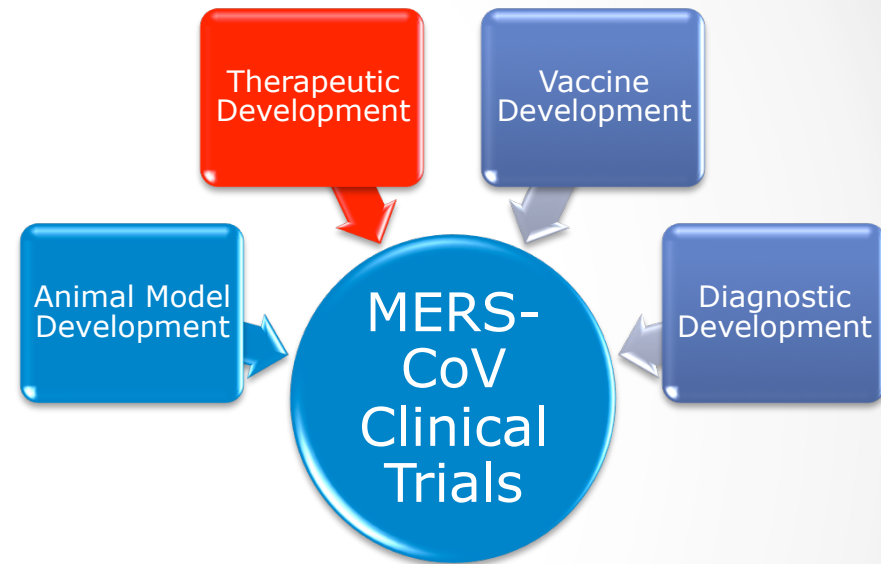 Therapeutic
Development
Vaccine
Development
Animal Model
Development
Diagnostic
Development
MERS-
CoV
Clinical
Trials